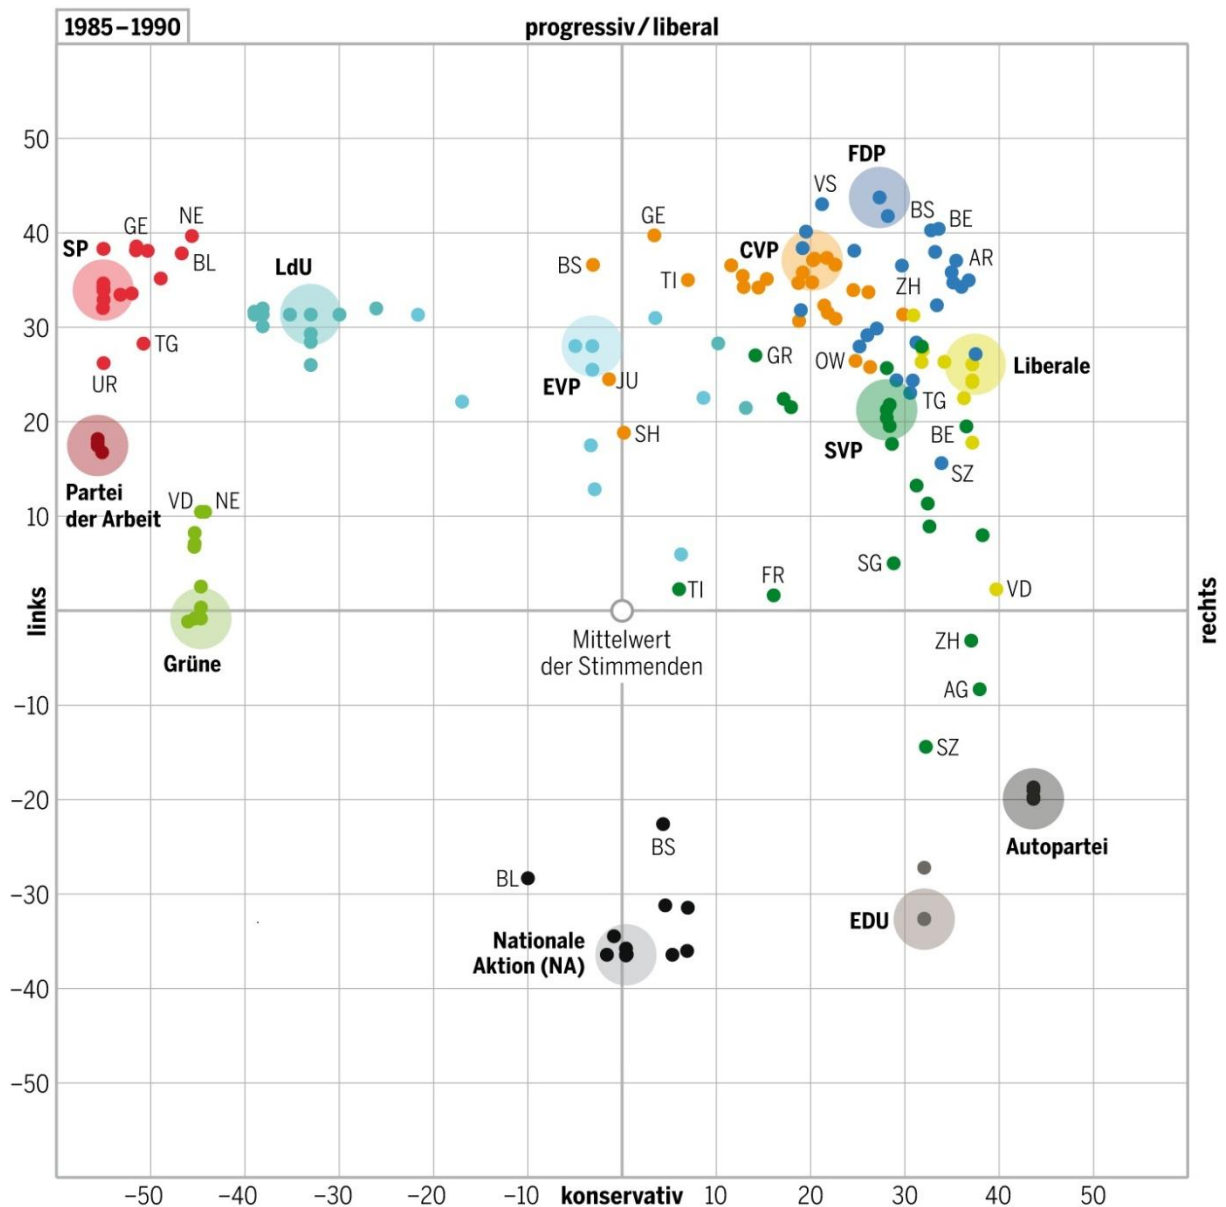 1985–1990
progressiv/liberal
50
FDP
VS
NE
GE
GE
BS
BE
40
SP
CVP
BL
BS
AR
LdU
TI
ZH
30
TG
GR
OW
Liberale
UR
EVP
JU
TG
20
SH
SVP
BE
SZ
Partei
der Arbeit
VD
NE
10
SG
FR
TI
VD
links
rechts
Mittelwert
der Stimmenden
ZH
Grüne
AG
–10
SZ
–20
BS
Autopartei
BL
–30
EDU
Nationale
Aktion (NA)
–40
–50
–50
–40
–30
–20
–10
konservativ
10
20
30
40
50